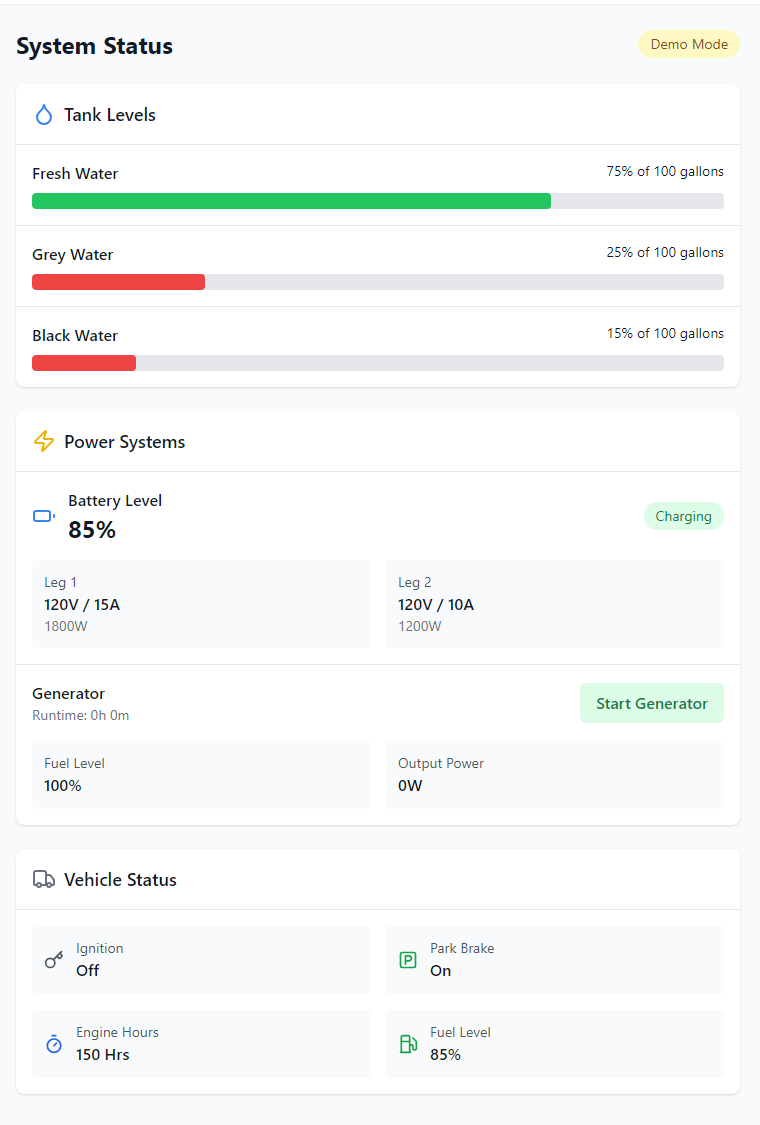 System Status
Demo Mode
Tank Levels
Fresh Water
75% of 100 gallons
Grey Water
25% of 100 gallons
Black Water
15% of 100 gallons
Power Systems
Battery Level
85%
Charging
Leg 1
120V / 15A
1800W
Leg 2
120V / 10A
1200W
Generator
Runtime: 0h 0m
Start Generator
Fuel Level
100%
Output Power
0W
Vehicle Status
Ignition
Off
P
Park Brake
On
Engine Hours
150 Hrs
Fuel Level
85%